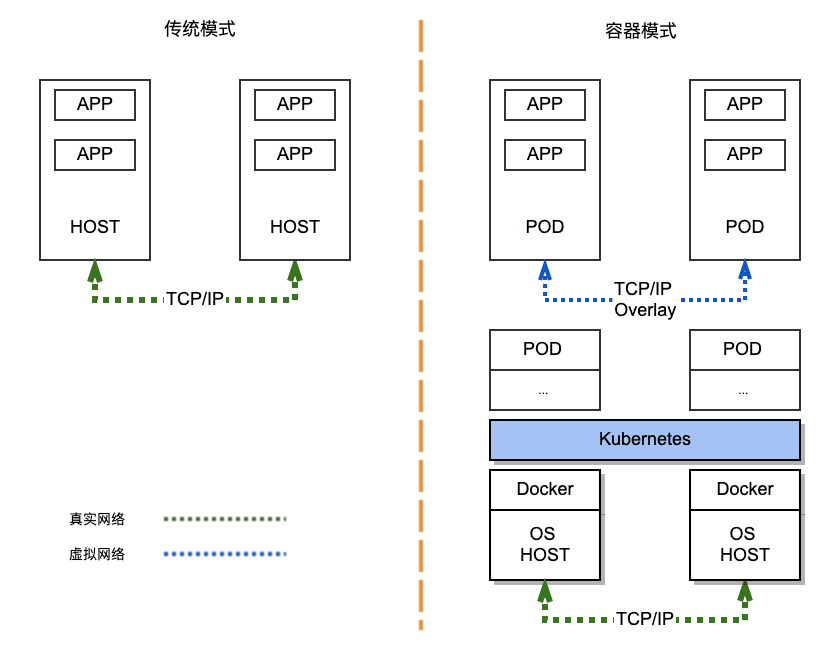 传统模式
APP
APP
APP
APP
HOST
HOST
TCP/IP
真实网络
虚拟网络
容器模式
APP
APP
APP
APP
POD
POD
TCP/IP
Overlay
POD
POD
...
...
Kubernetes
Docker
Docker
OS
HOST
OS
HOST
TCP/IP